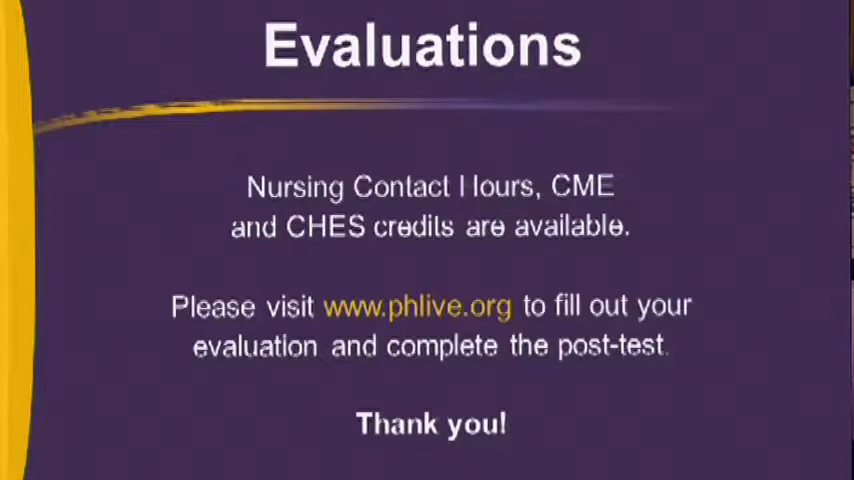 Evaluations
Nursing Contact Hours, CME
and CHES credits are available.
Please visit www.phlive.org to fill out your
evaluation and complete the post-test.
Thank you!